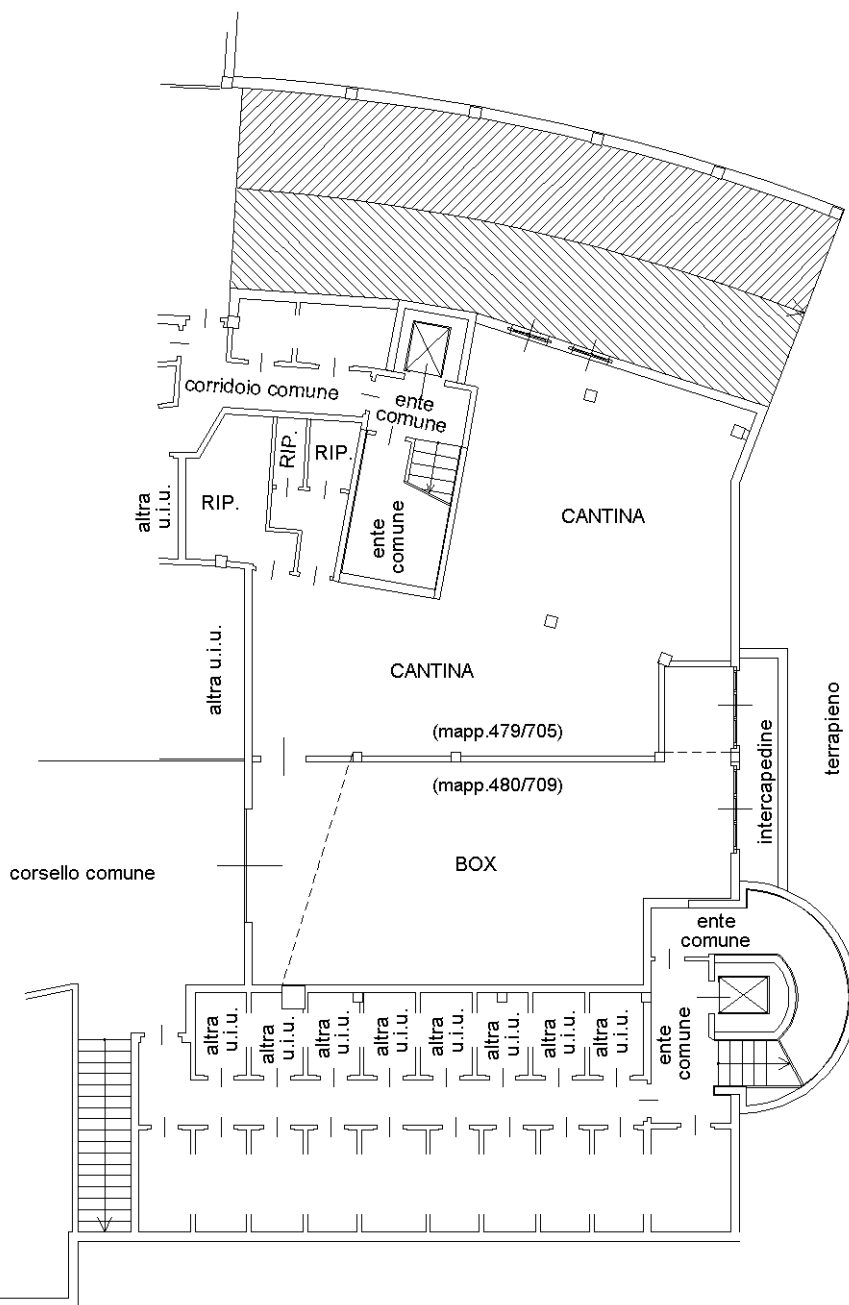 corridoio comune
ente
comune
RIP.
RIP.
RIP.
altra
u.i.u.
ente
comune
CANTINA
altra u.i.u.
CANTINA
(mapp.479/705)
(mapp.480/709)
intercapedine
terrapieno
corsello comune
BOX
ente
comune
altra
u.i.u.
altra
u.i.u.
altra
u.i.u.
altra
u.i.u.
altra
u.i.u.
altra
u.i.u.
altra
u.i.u.
altra
u.i.u.
ente
comune